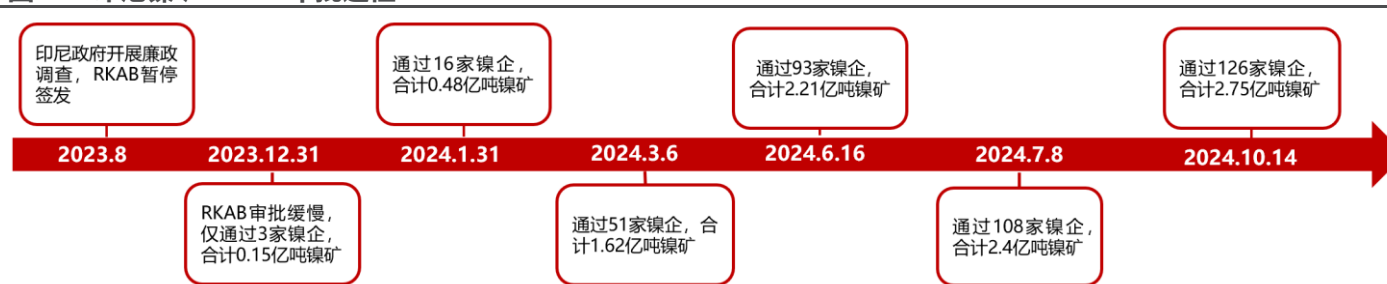 印尼政府开展廉政
调查，RKAB暂停
签发
通过16家镍企，
合计0.48亿吨镍矿
通过93家镍企，
合计2.21亿吨镍矿
通过126家镍企，
合计2.75亿吨镍矿
2023.8
2023.12.31
2024.1.31
2024.3.6
2024.6.16
2024.7.8
2024.10.14
RKAB审批缓慢，
仅通过3家镍企，
合计0.15亿吨镍矿
通过51家镍企，合
计1.62亿吨镍矿
通过108家镍企，
合计2.4亿吨镍矿